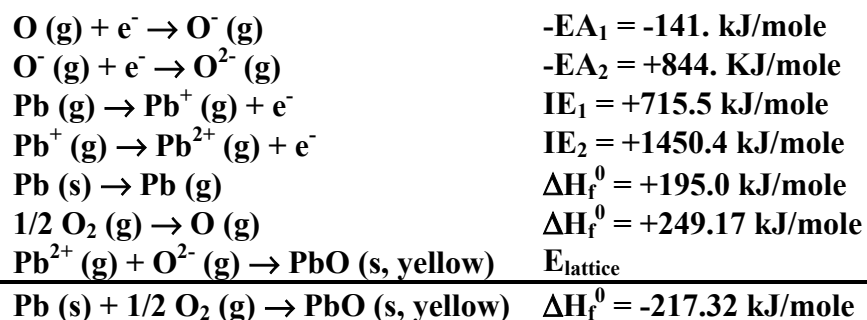 O (g) + e⁻ → O⁻ (g) -EA₁ = -141. kJ/mole
O⁻ (g) + e⁻ → O²⁻ (g) -EA₂ = +844. KJ/mole
Pb (g) → Pb⁺ (g) + e⁻ IE₁ = +715.5 kJ/mole
Pb⁺ (g) → Pb²⁺ (g) + e⁻ IE₂ = +1450.4 kJ/mole
Pb (s) → Pb (g) ΔHf⁰ = +195.0 kJ/mole
1/2 O₂ (g) → O (g) ΔHf⁰ = +249.17 kJ/mole
Pb²⁺ (g) + O²⁻ (g) → PbO (s, yellow) Elattice
Pb (s) + 1/2 O₂ (g) → PbO (s, yellow) ΔHf⁰ = -217.32 kJ/mole